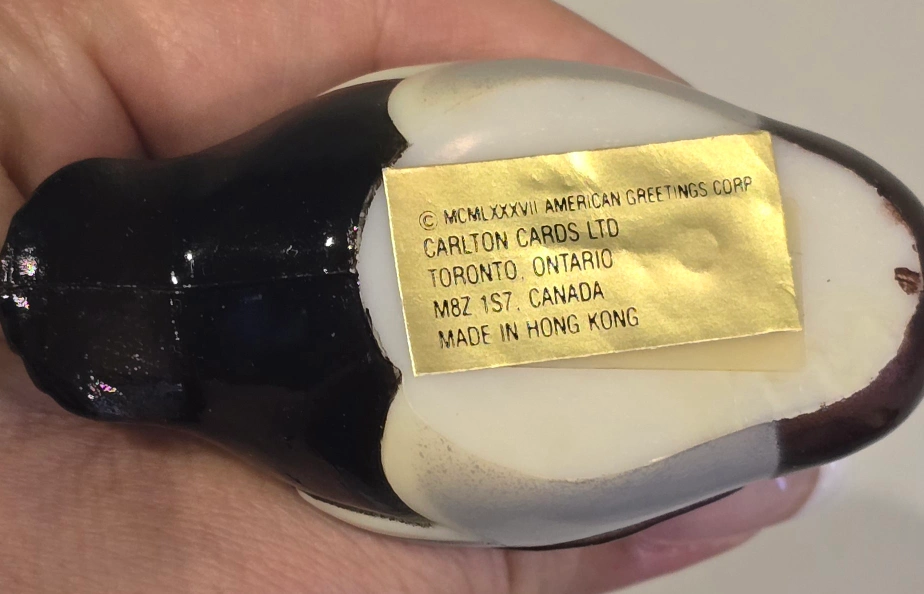 © MCMLXXXVII AMERICAN GREETINGS CORP
CARLTON CARDS LTD
TORONTO, ONTARIO
M8Z 1S7, CANADA
MADE IN HONG KONG